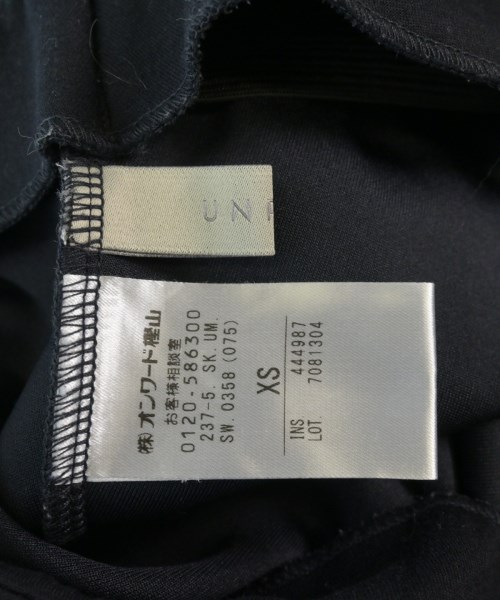 UN
㈱オンワード樫山
お客様相談室
0120-586300
237-5. SK. UM.
SW. 0358 (075)
XS
INS 444987
LOT. 7081304